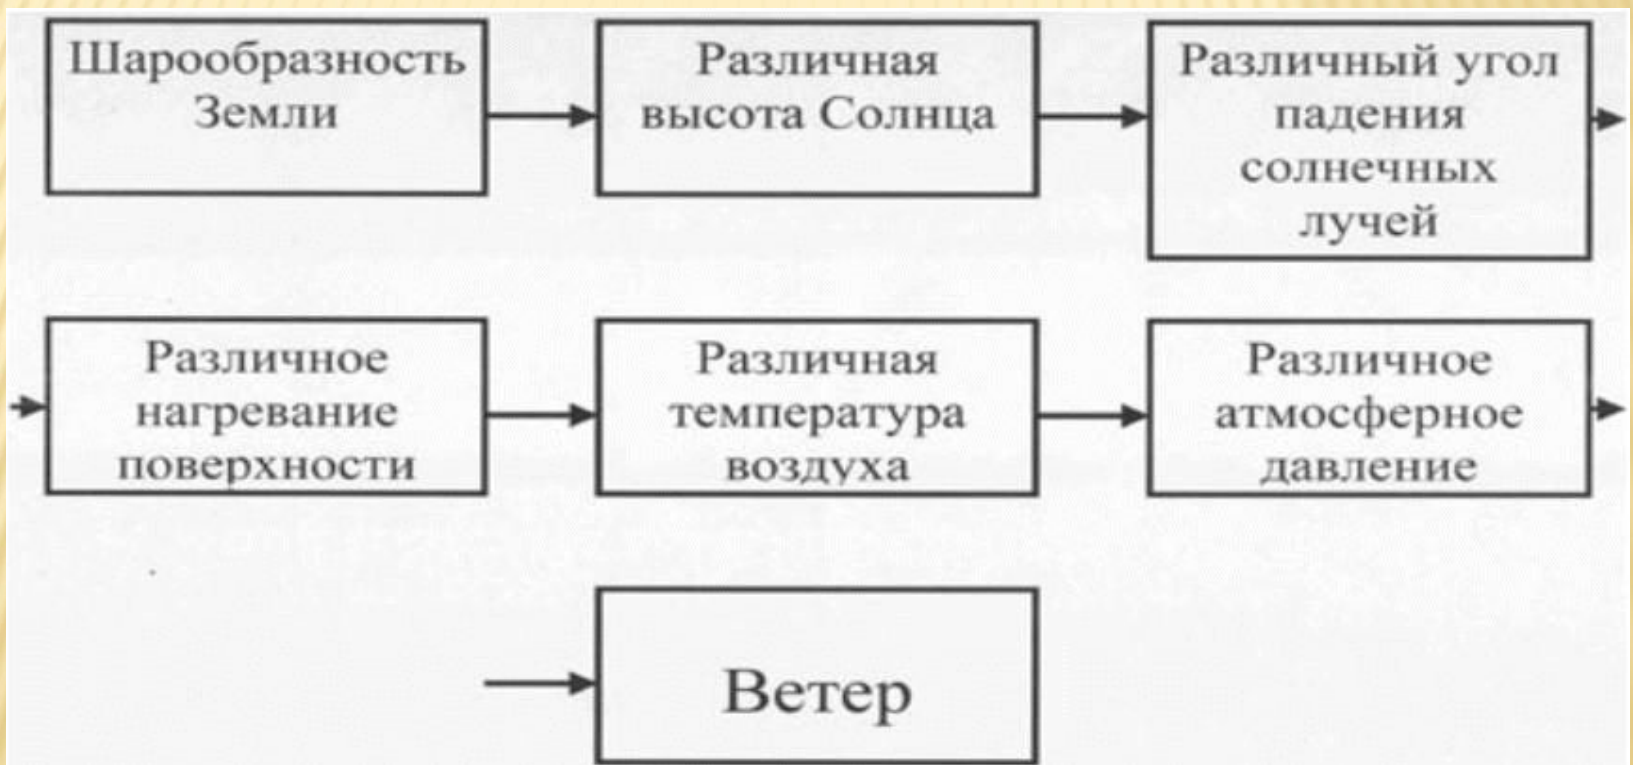 Шарообразность
Земли
Различная
высота Солнца
Различный угол
падения
солнечных
лучей
Различное
нагревание
поверхности
Различная
температура
воздуха
Различное
атмосферное
давление
Ветер